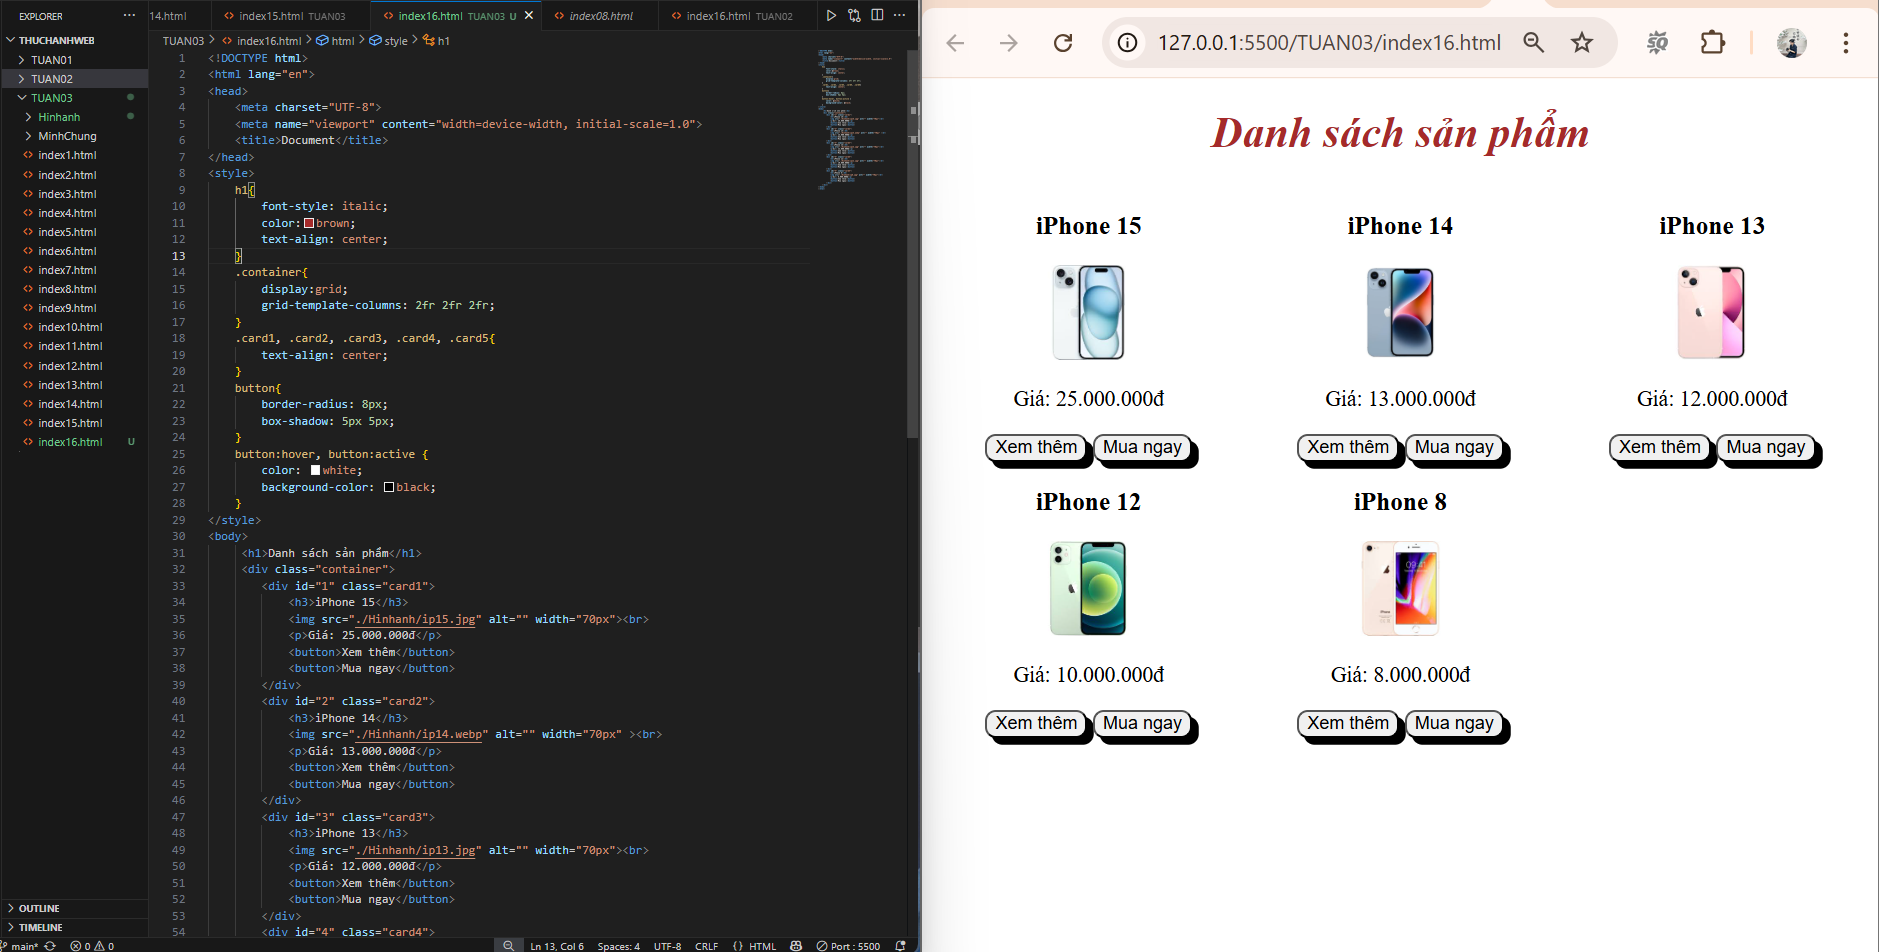 EXPLORER
THUCHANHWEB
TUAN01
TUAN02
TUAN03
Hinhanh
MinhChung
index1.html
index2.html
index3.html
index4.html
index5.html
index6.html
index7.html
index8.html
index9.html
index10.html
index11.html
index12.html
index13.html
index14.html
index15.html
index16.html U
OUTLINE
TIMELINE
14.html
index15.html TUAN03
index16.html TUAN03 U
index08.html
index16.html TUAN02
TUAN03 > index16.html > html > style > h1
1 <!DOCTYPE html>
2 <html lang="en">
3 <head>
4 <meta charset="UTF-8">
5 <meta name="viewport" content="width=device-width, initial-scale=1.0">
6 <title>Document</title>
7 </head>
8 <style>
9 h1{
10 font-style: italic;
11 color: brown;
12 text-align: center;
13 }
14 .container{
15 display:grid;
16 grid-template-columns: 2fr 2fr 2fr;
17 }
18 .card1, .card2, .card3, .card4, .card5{
19 text-align: center;
20 }
21 button{
22 border-radius: 8px;
23 box-shadow: 5px 5px;
24 }
25 button:hover, button:active {
26 color: white;
27 background-color: black;
28 }
29 </style>
30 <body>
31 <h1>Danh sách sản phẩm</h1>
32 <div class="container">
33 <div id="1" class="card1">
34 <h3>iPhone 15</h3>
35 <img src="./Hinhanh/ip15.jpg" alt="" width="70px"><br>
36 <p>Giá: 25.000.000đ</p>
37 <button>Xem thêm</button>
38 <button>Mua ngay</button>
39 </div>
40 <div id="2" class="card2">
41 <h3>iPhone 14</h3>
42 <img src="./Hinhanh/ip14.webp" alt="" width="70px" ><br>
43 <p>Giá: 13.000.000đ</p>
44 <button>Xem thêm</button>
45 <button>Mua ngay</button>
46 </div>
47 <div id="3" class="card3">
48 <h3>iPhone 13</h3>
49 <img src="./Hinhanh/ip13.jpg" alt="" width="70px"><br>
50 <p>Giá: 12.000.000đ</p>
51 <button>Xem thêm</button>
52 <button>Mua ngay</button>
53 </div>
54 <div id="4" class="card4">
main* 0 0 Ln 13, Col 6 Spaces: 4 UTF-8 CRLF {} HTML Port : 5500
127.0.0.1:5500/TUAN03/index16.html
Danh sách sản phẩm
iPhone 15 iPhone 14 iPhone 13
Giá: 25.000.000đ Giá: 13.000.000đ Giá: 12.000.000đ
Xem thêm Mua ngay Xem thêm Mua ngay Xem thêm Mua ngay
iPhone 12 iPhone 8
09:41
Giá: 10.000.000đ Giá: 8.000.000đ
Xem thêm Mua ngay Xem thêm Mua ngay